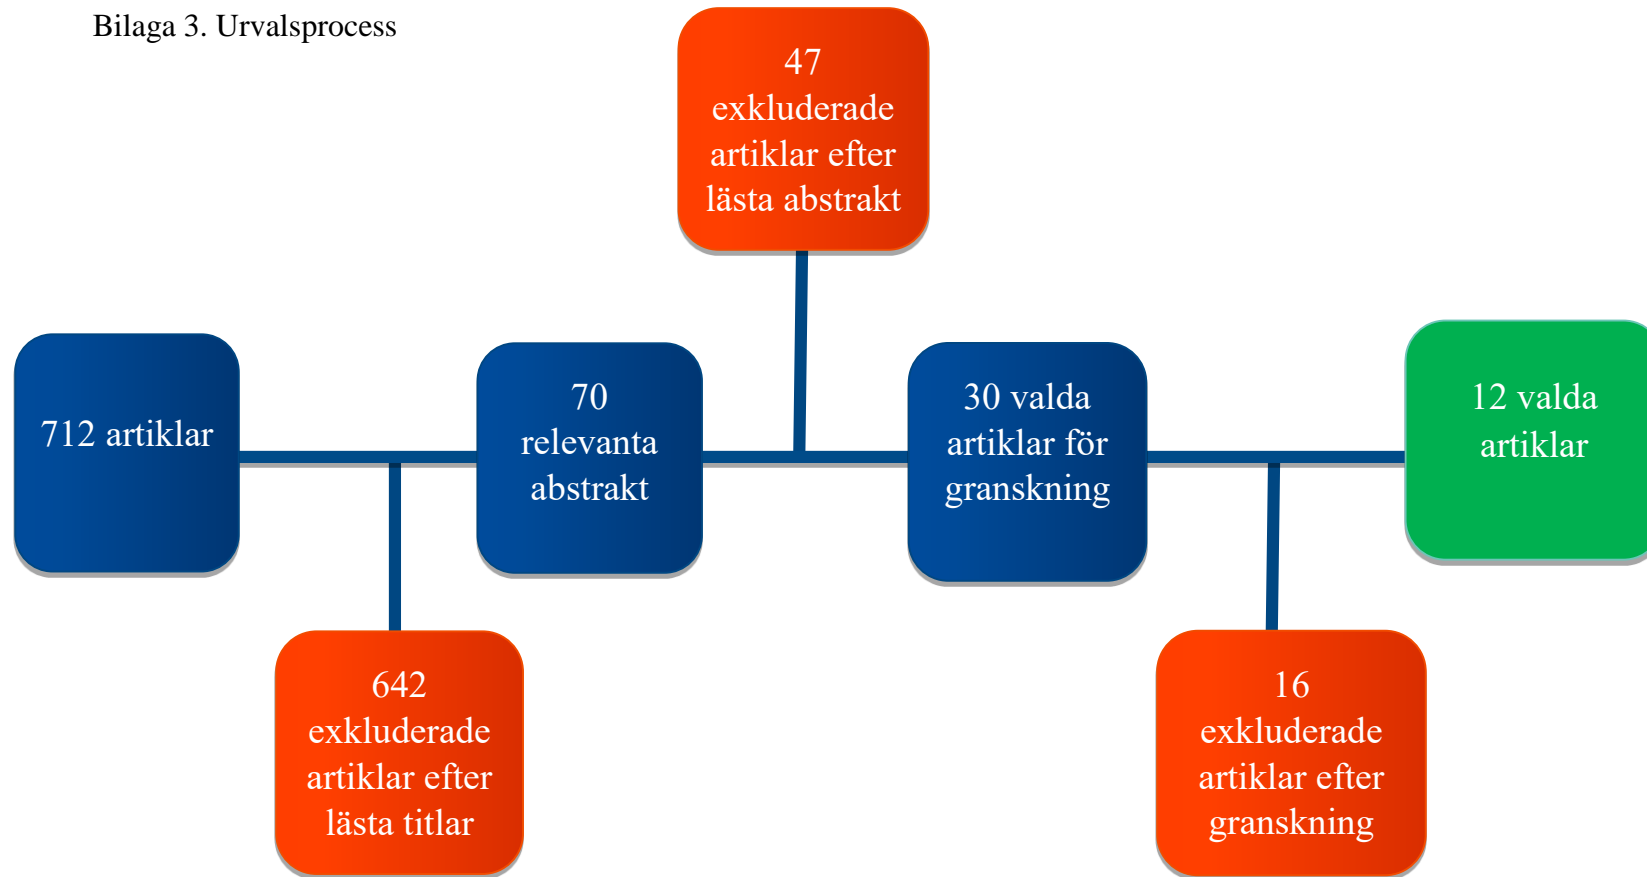 Bilaga 3. Urvalsprocess
47
exkluderade
artiklar efter
lästa abstrakt
712 artiklar
70
relevanta
abstrakt
30 valda
artiklar för
granskning
12 valda
artiklar
642
exkluderade
artiklar efter
lästa titlar
16
exkluderade
artiklar efter
granskning